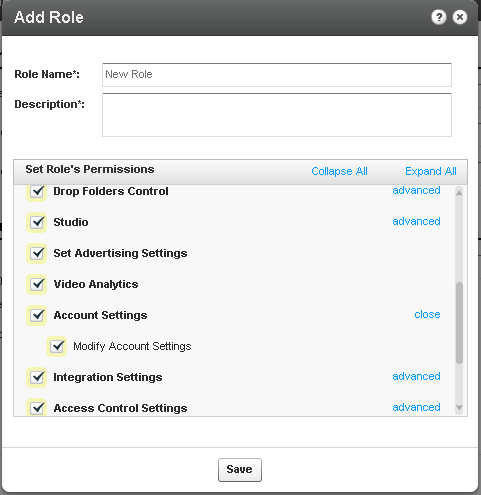 Add Role
Role Name*: New Role
Description*:
Set Role's Permissions Collapse All Expand All
Drop Folders Control advanced
Studio advanced
Set Advertising Settings
Video Analytics
Account Settings close
Modify Account Settings
Integration Settings advanced
Access Control Settings advanced
Save